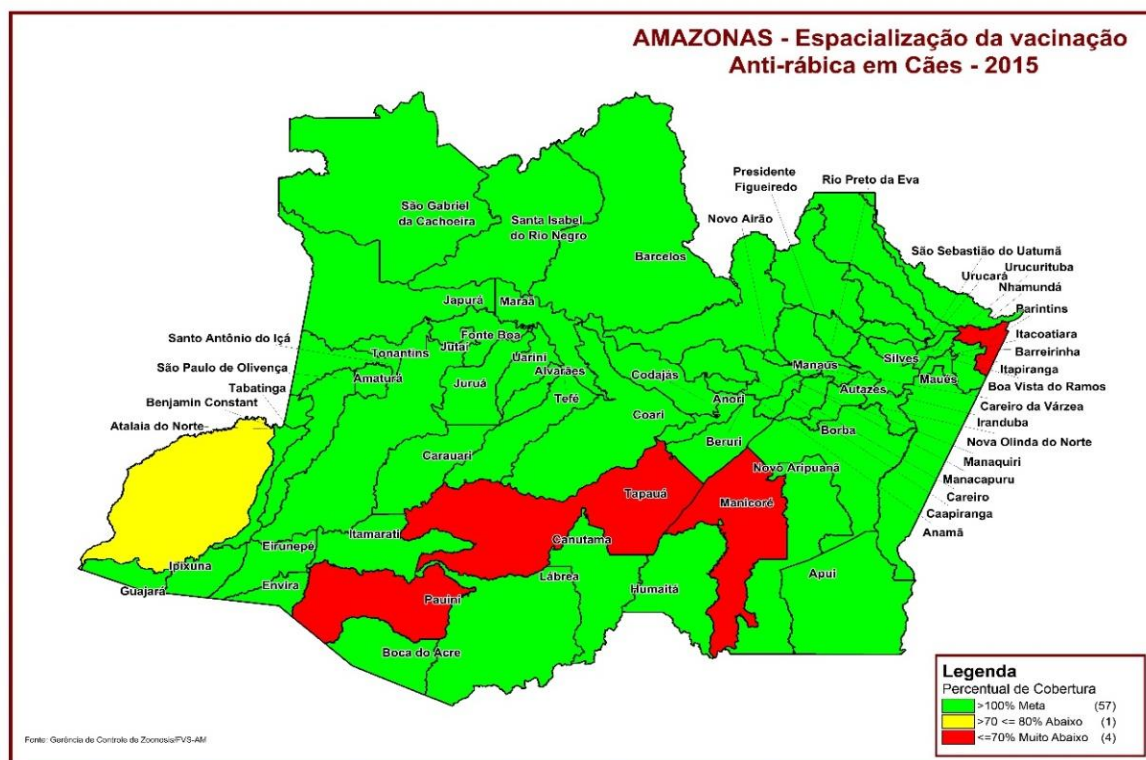 AMAZONAS - Espacialização da vacinação
Anti-rábica em Cães - 2015
Presidente
Figueiredo
Rio Preto da Eva
Novo Airão
São Gabriel
da Cachoeira
Santa Isabel
do Rio Negro
Barcelos
São Sebastião do Uatumã
Urucurituba
Urucará
Nhamundá
Parintins
Japurá
Maraã
Itacoatiara
Santo Antônio do Içá
Fonte Boa
Jutaí
Tonantins
Uarini
Alvarães
Manaus
Silves
Barreirinha
São Paulo de Olivença
Amaturá
Juruá
Codajás
Maués
Itapiranga
Tabatinga
Tefé
Anori
Autazes
Boa Vista do Ramos
Benjamin Constant
Careiro da Várzea
Atalaia do Norte-
Coari
Beruri
Borba
Iranduba
Nova Olinda do Norte
Carauari
Manaquiri
Novo Aripuanã
Manacapuru
Tapauá
Manicoré
Careiro
Caapiranga
Anamã
Itamarati
Canutama
Eirunepé
Ipixuna
Guajará
Envira
Pauini
Lábrea
Humaitá
Apuí
Boca do Acre
Legenda
Percentual de Cobertura
>100% Meta (57)
>70 <= 80% Abaixo (1)
<=70% Muito Abaixo (4)
Fonte: Gerência de Controle de Zoonosis/FVS-AM